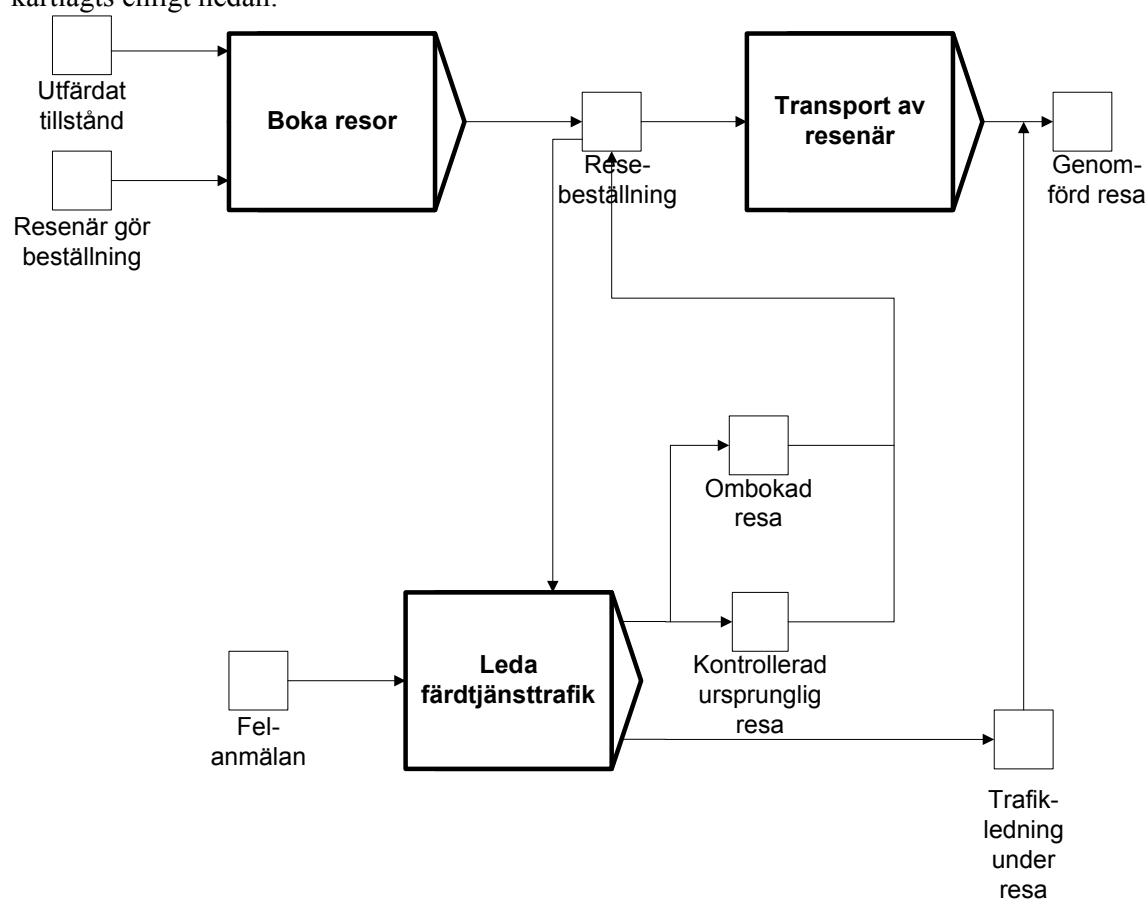 kartlagts enligt nedan.
Utfärdat
tillstånd
Boka resor
Resenär gör
beställning
Rese-
beställning
Transport av
resenär
Genom-
förd resa
Ombokad
resa
Kontrollerad
ursprunglig
resa
Leda
färdtjänsttrafik
Fel-
anmälan
Trafik-
ledning
under
resa